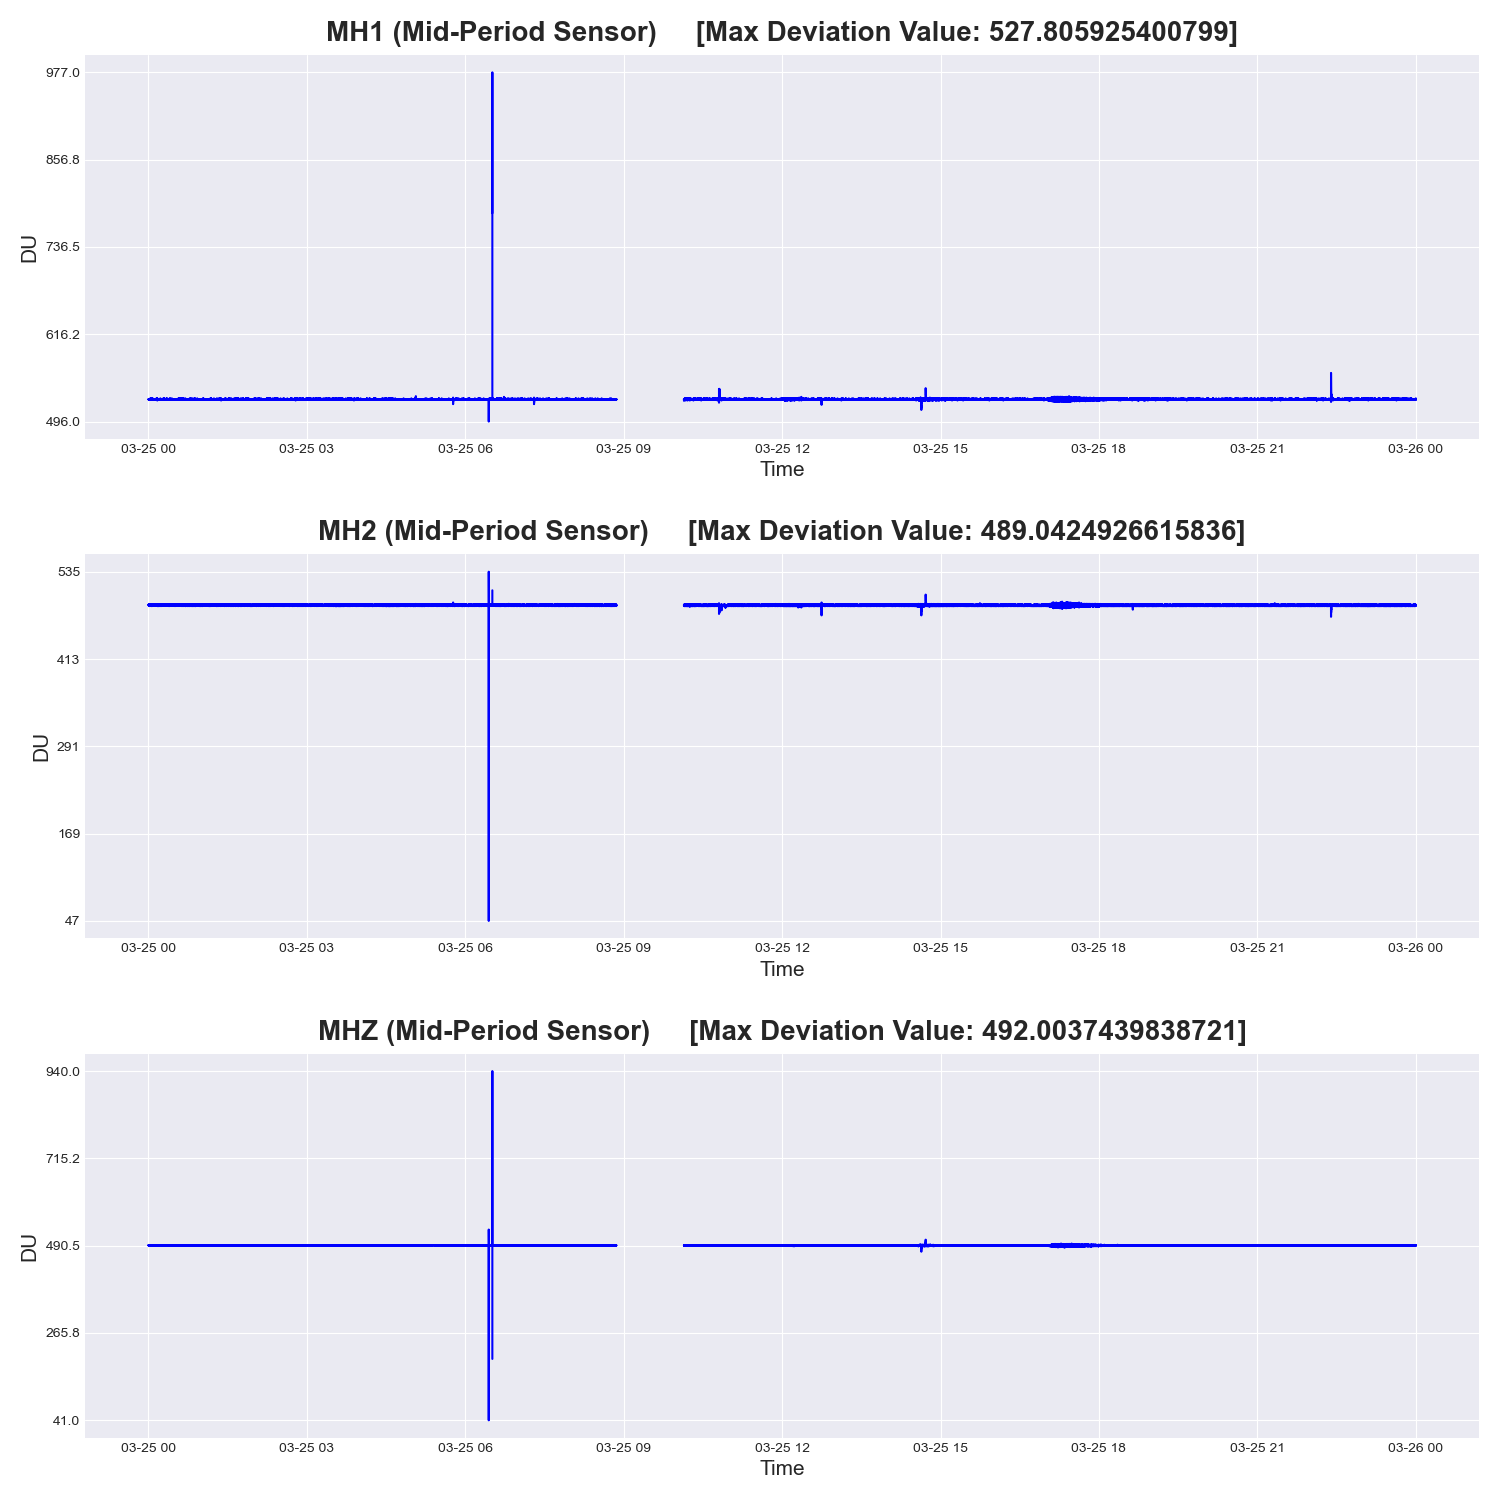 MH1 (Mid-Period Sensor) [Max Deviation Value: 527.805925400799]
977.0
856.8
736.5
616.2
496.0
DU
03-25 00 03-25 03 03-25 06 03-25 09 03-25 12 03-25 15 03-25 18 03-25 21 03-26 00
Time
MH2 (Mid-Period Sensor) [Max Deviation Value: 489.0424926615836]
535
413
291
169
47
DU
03-25 00 03-25 03 03-25 06 03-25 09 03-25 12 03-25 15 03-25 18 03-25 21 03-26 00
Time
MHZ (Mid-Period Sensor) [Max Deviation Value: 492.0037439838721]
940.0
715.2
490.5
265.8
41.0
DU
03-25 00 03-25 03 03-25 06 03-25 09 03-25 12 03-25 15 03-25 18 03-25 21 03-26 00
Time